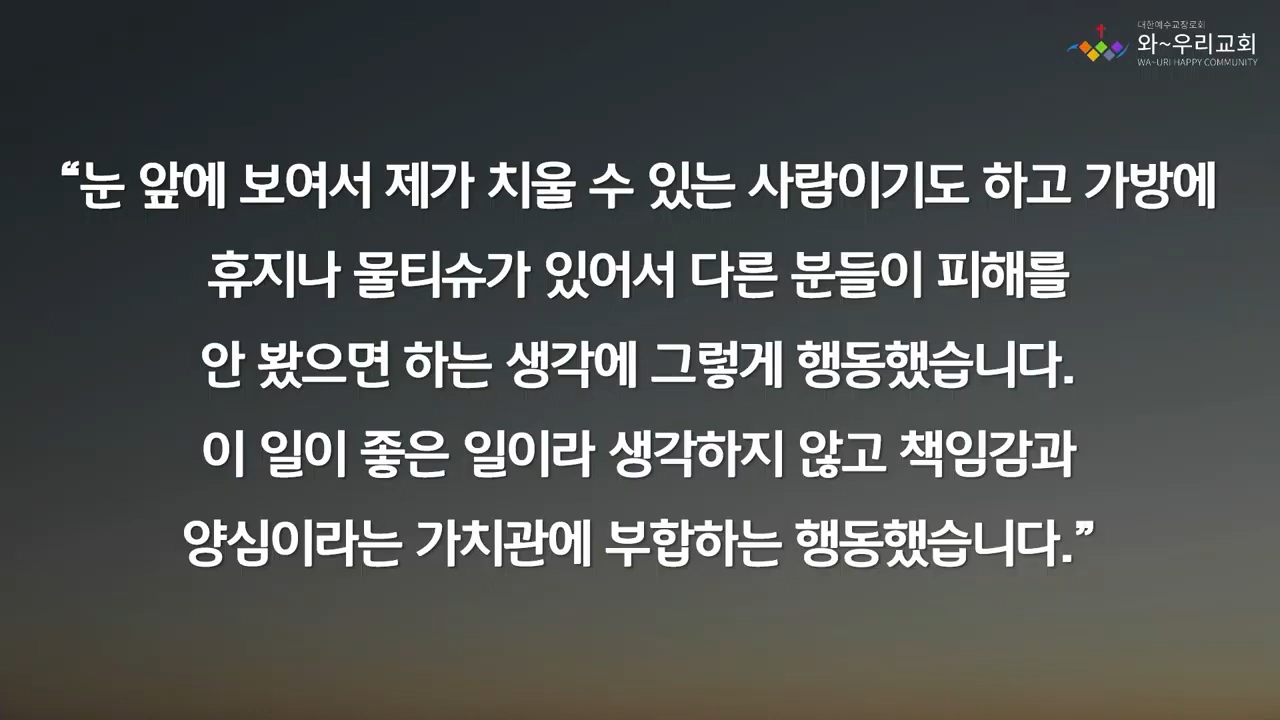 대한예수교장로회
와~우리교회
WA~URI HAPPY COMMUNITY
“눈 앞에 보여서 제가 치울 수 있는 사람이기도 하고 가방에
휴지나 물티슈가 있어서 다른 분들이 피해를
안 봤으면 하는 생각에 그렇게 행동했습니다.
이 일이 좋은 일이라 생각하지 않고 책임감과
양심이라는 가치관에 부합하는 행동했습니다.”